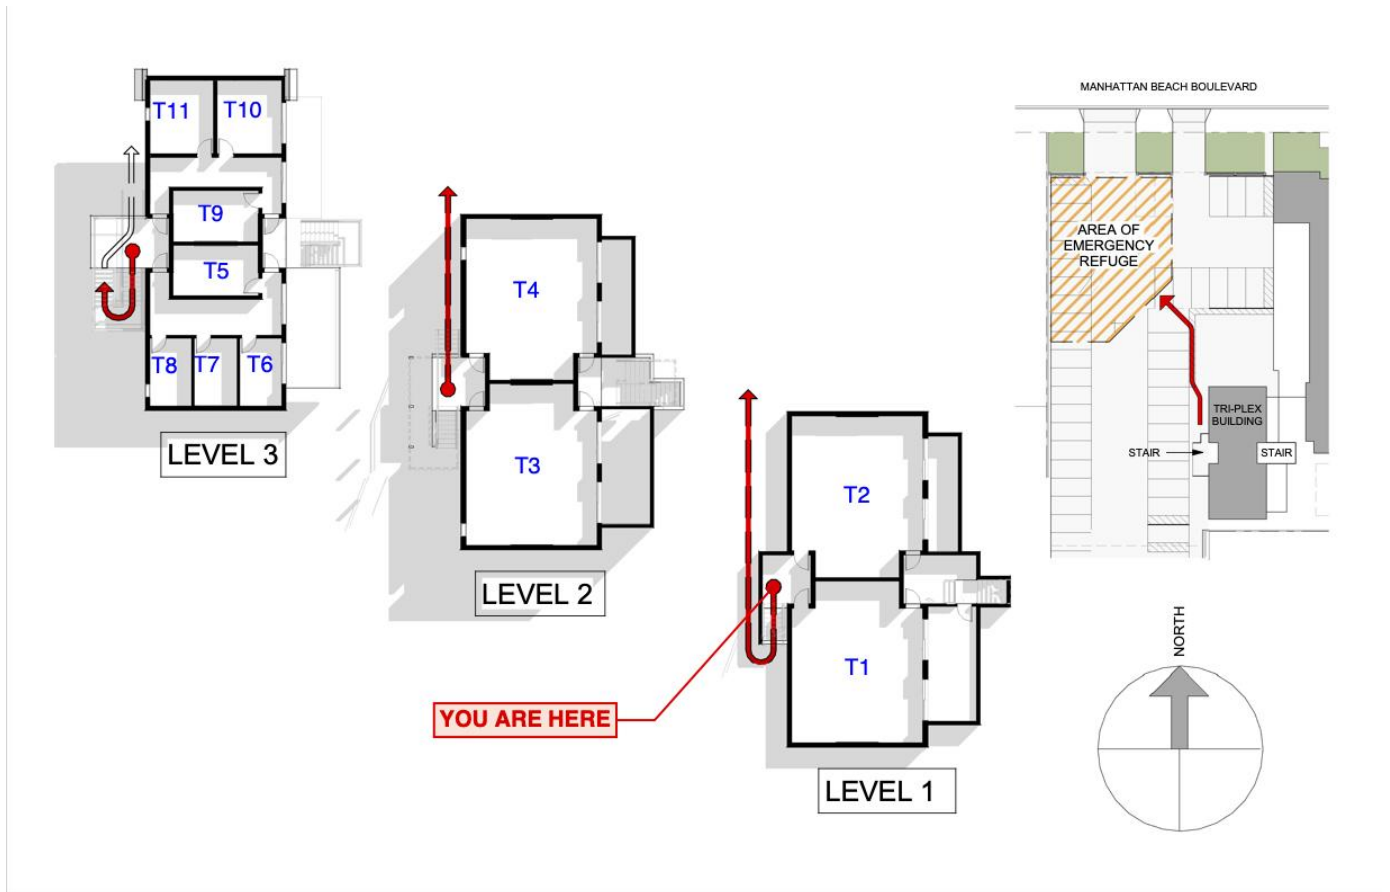 T11
T10
T9
T5
T8
T7
T6
LEVEL 3
T4
T3
LEVEL 2
T2
T1
LEVEL 1
YOU ARE HERE
MANHATTAN BEACH BOULEVARD
AREA OF
EMERGENCY
REFUGE
TRI-PLEX
BUILDING
STAIR
STAIR
NORTH